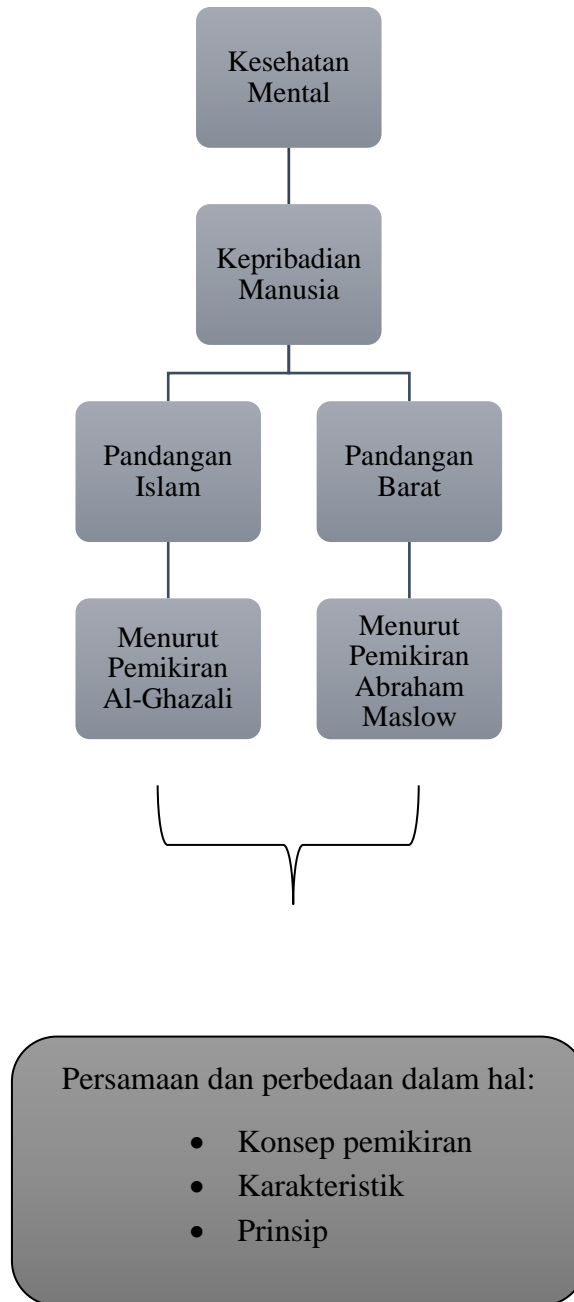 Kesehatan
Mental
Kepribadian
Manusia
Pandangan
Islam
Pandangan
Barat
Menurut
Pemikiran
Al-Ghazali
Menurut
Pemikiran
Abraham
Maslow
Persamaan dan perbedaan dalam hal:
• Konsep pemikiran
• Karakteristik
• Prinsip